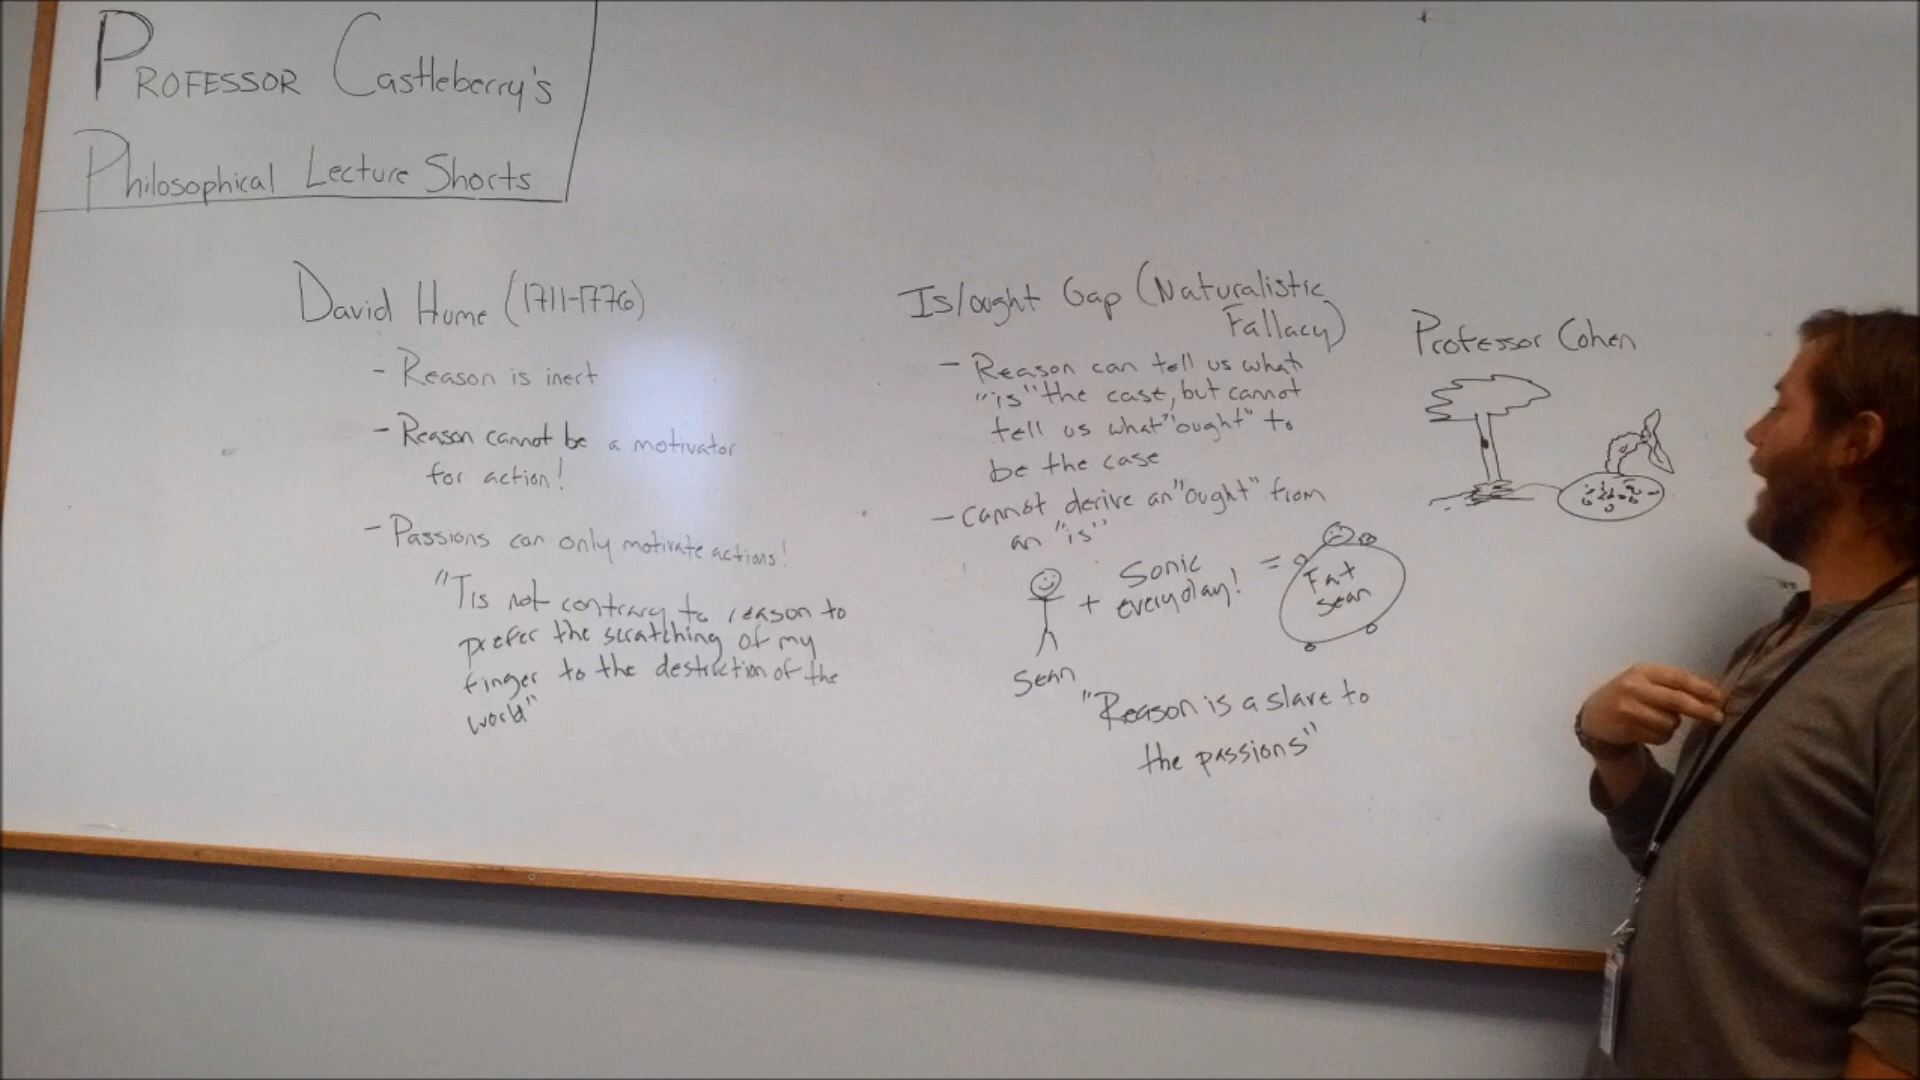 PROFESSOR Castleberry's
Philosophical Lecture Shorts
David Hume (1711-1776)
- Reason is inert
- Reason cannot be a motivator
for action!
- Passions can only motivate actions!
"Tis not contrary to reason to
prefer the scratching of my
finger to the destruction of the
world"
Is/ought Gap (Naturalistic
Fallacy)
- Reason can tell us what
"is" the case, but cannot
tell us what "ought" to
be the case
- Cannot derive an "ought" from
an "is"
Sean
+
Sonic
everyday!
=
Fat
Sean
"Reason is a slave to
the passions"
Professor Cohen